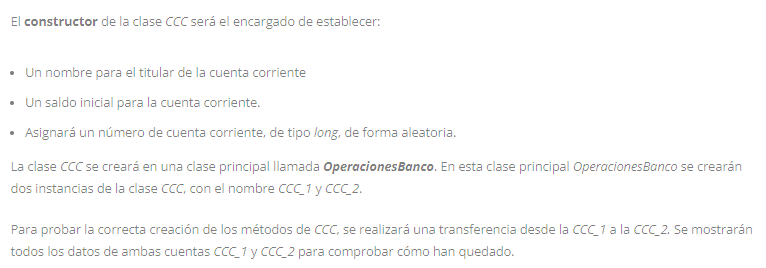 El constructor de la clase CCC será el encargado de establecer:
• Un nombre para el titular de la cuenta corriente
• Un saldo inicial para la cuenta corriente.
• Asignará un número de cuenta corriente, de tipo long, de forma aleatoria.
La clase CCC se creará en una clase principal llamada OperacionesBanco. En esta clase principal OperacionesBanco se crearán
dos instancias de la clase CCC, con el nombre CCC_1 y CCC_2.
Para probar la correcta creación de los métodos de CCC, se realizará una transferencia desde la CCC_1 a la CCC_2. Se mostrarán
todos los datos de ambas cuentas CCC_1 y CCC_2 para comprobar cómo han quedado.